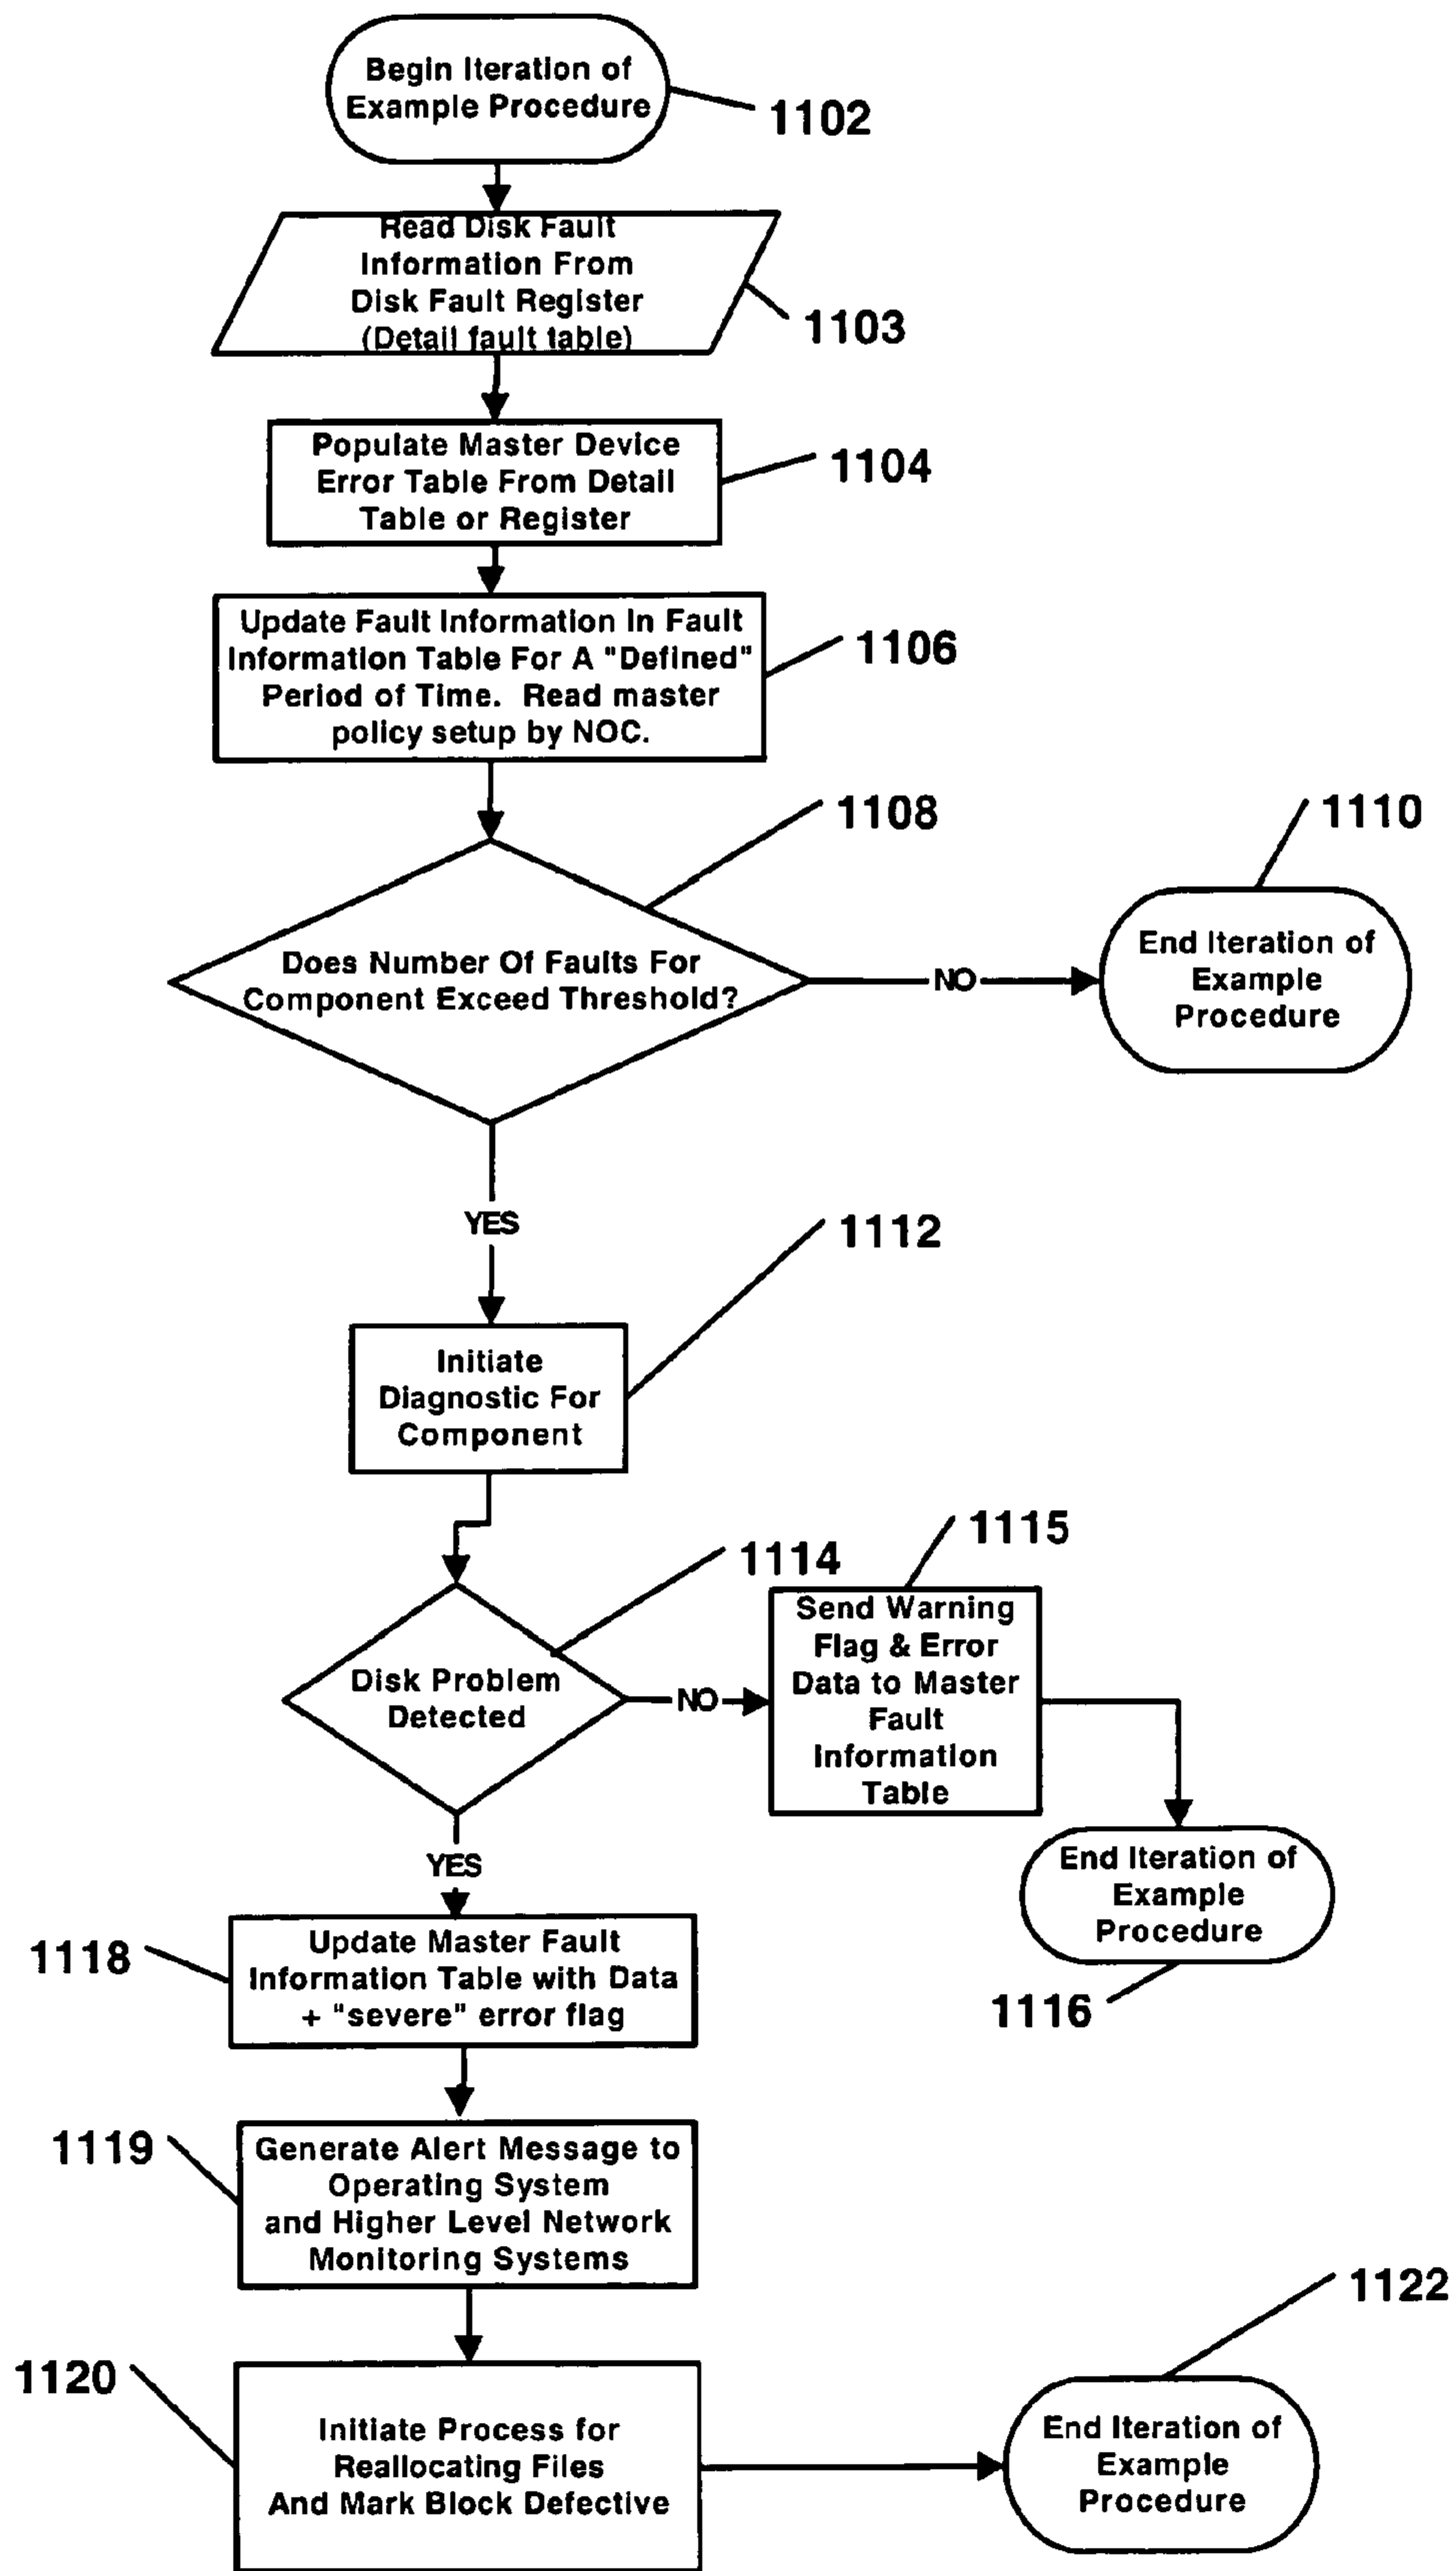 Begin Iteration of
Example Procedure
1102
Read Disk Fault
Information From
Disk Fault Register
(Detail fault table)
1103
Populate Master Device
Error Table From Detail
Table or Register
1104
Update Fault Information In Fault
Information Table For A "Defined"
Period of Time. Read master
policy setup by NOC.
1106
1108
1110
Does Number Of Faults For
Component Exceed Threshold?
NO
End Iteration of
Example
Procedure
YES
1112
Initiate
Diagnostic For
Component
1114
1115
Disk Problem
Detected
NO
Send Warning
Flag & Error
Data to Master
Fault
Information
Table
YES
End Iteration of
Example
Procedure
1116
1118
Update Master Fault
Information Table with Data
+ "severe" error flag
1119
Generate Alert Message to
Operating System
and Higher Level Network
Monitoring Systems
1122
1120
Initiate Process for
Reallocating Files
And Mark Block Defective
End Iteration of
Example
Procedure